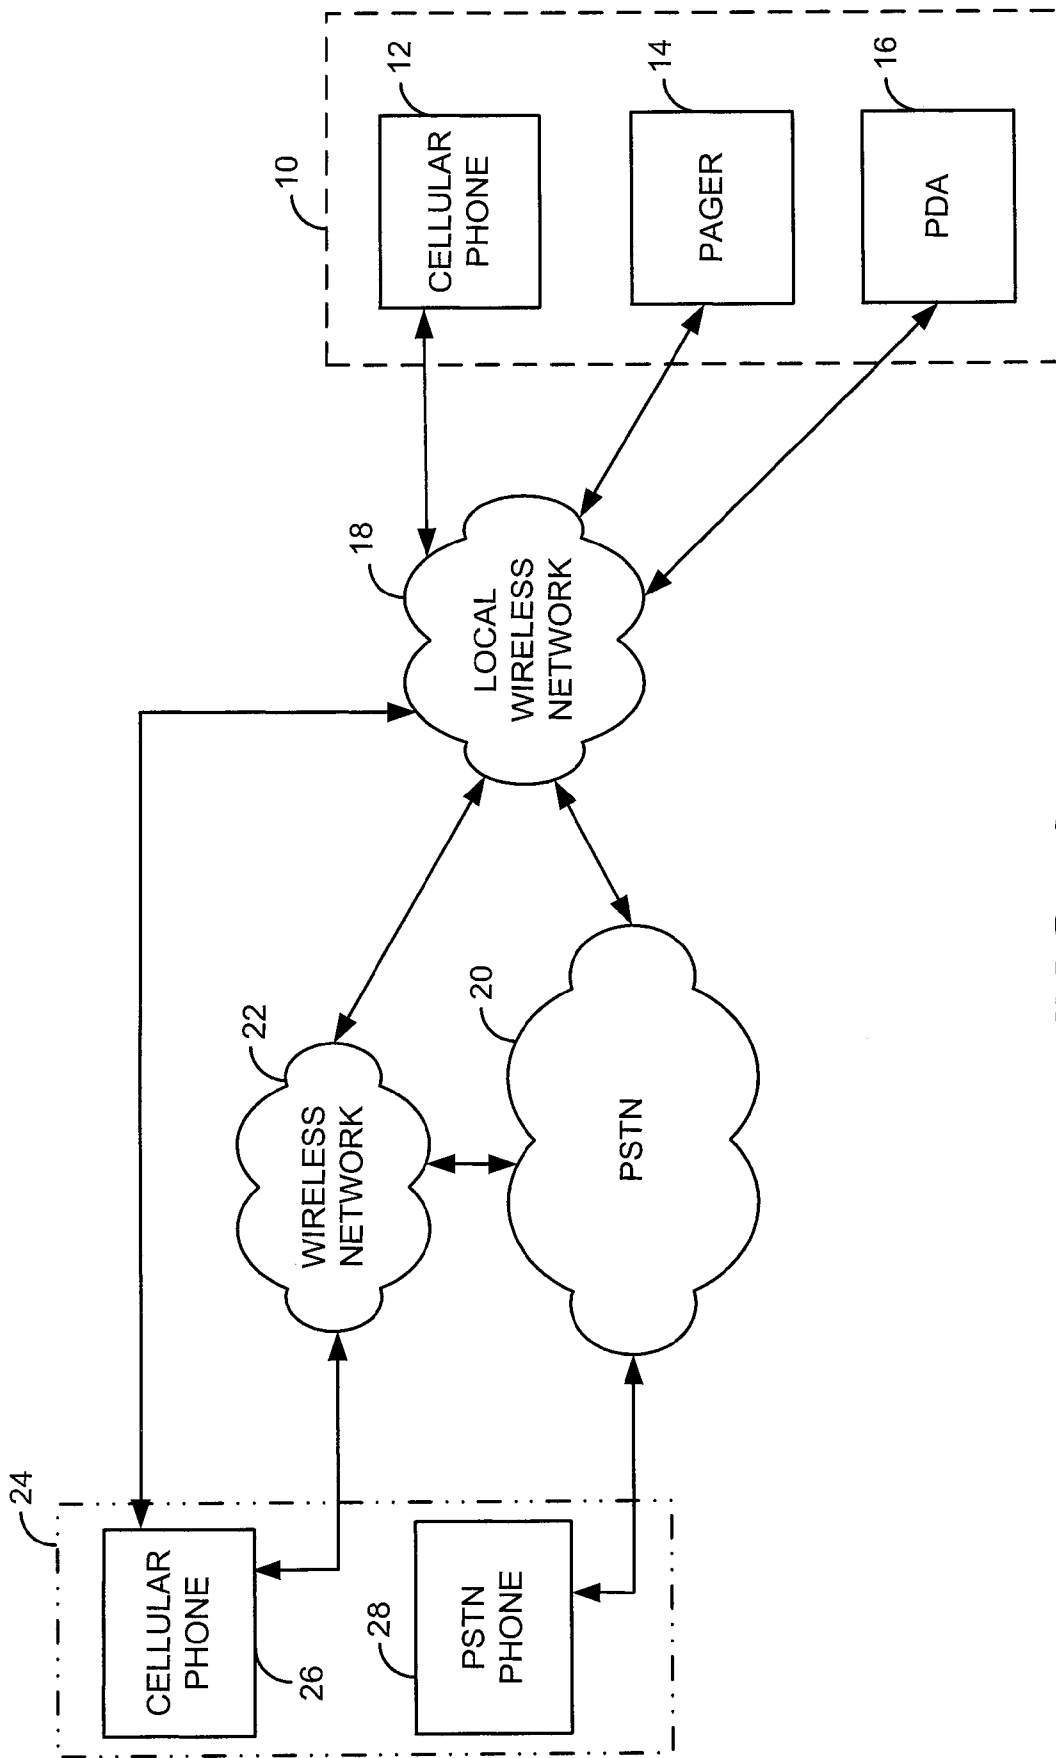 24
CELLULAR
PHONE
26
28
PSTN
PHONE
22
WIRELESS
NETWORK
20
PSTN
18
LOCAL
WIRELESS
NETWORK
10
12
CELLULAR
PHONE
14
PAGER
16
PDA